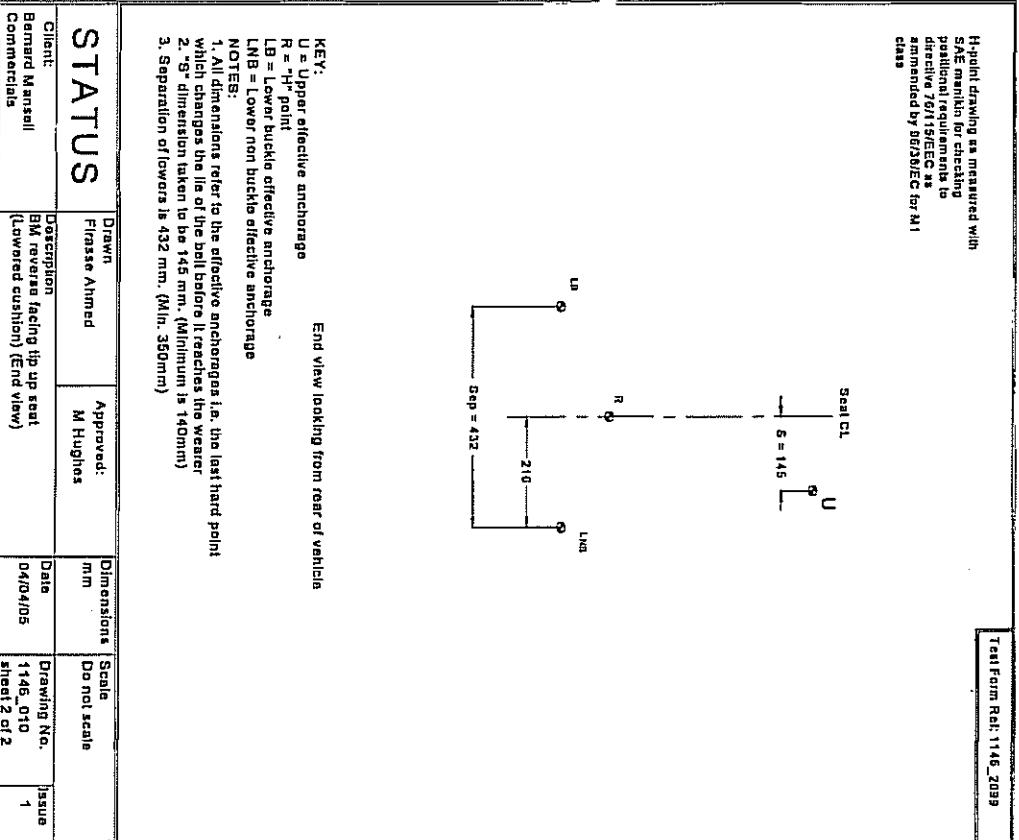 H-point drawing as measured with
SAE manikin for checking
positional requirements to
directive 76/115/EEC as
ammended by 96/38/EC for M1
class
Test Form Ref: 1146_2099
Seat CL
S = 145
U
R
LB
LNB
210
Sep = 432
End view looking from rear of vehicle
KEY:
U = Upper effective anchorage
R = "H" point
LB = Lower buckle effective anchorage
LNB = Lower non buckle effective anchorage
NOTES:
1. All dimensions refer to the effective anchorages i.e. the last hard point
which changes the lie of the belt before it reaches the wearer
2. "S" dimension taken to be 145 mm. (Minimum is 140mm)
3. Separation of lowers is 432 mm. (Min. 350mm)
STATUS
Drawn
Firasse Ahmed
Approved:
M Hughes
Dimensions
mm
Scale
Do not scale
Client:
Bernard Mansell
Commercials
Description
BM reverse facing tip up seat
(Lowered cushion) (End view)
Date
04/04/05
Drawing No.
1146_010
sheet 2 of 2
Issue
1